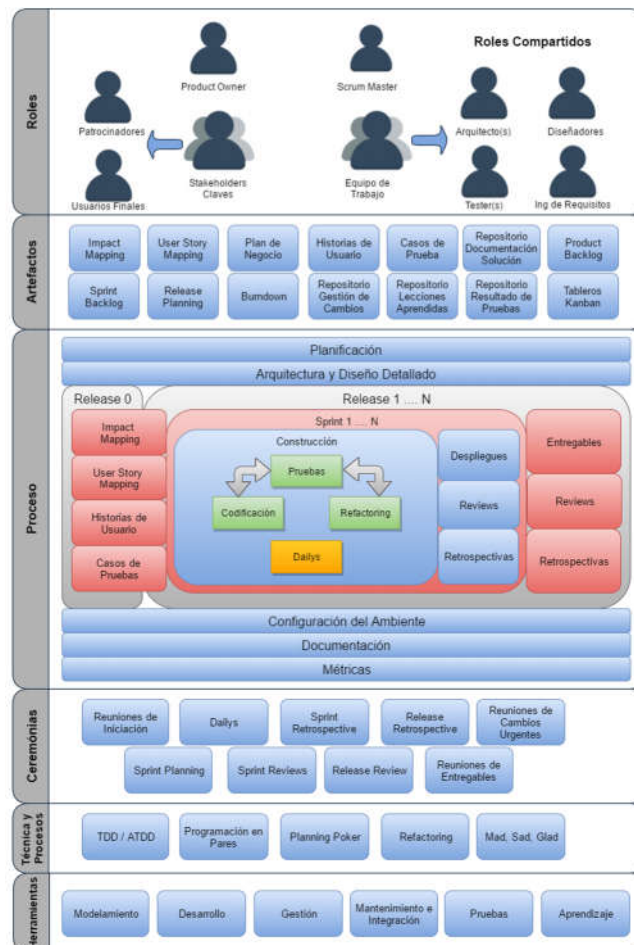 Roles
Roles Compartidos
Product Owner
Scrum Master
Patrocinadores
Arquitecto(s)
Diseñadores
Stakeholders
Claves
Equipo de
Trabajo
Usuarios Finales
Tester(s)
Ing de Requisitos
Artefactos
Impact
Mapping
User Story
Mapping
Plan de
Negocio
Historias de
Usuario
Casos de
Prueba
Repositorio
Documentación
Solución
Product
Backlog
Sprint
Backlog
Release
Planning
Burndown
Repositorio
Gestión de
Cambios
Repositorio
Lecciones
Aprendidas
Repositorio
Resultado de
Pruebas
Tableros
Kanban
Proceso
Planificación
Arquitectura y Diseño Detallado
Release 0
Release 1 .... N
Impact
Mapping
User Story
Mapping
Historias de
Usuario
Casos de
Pruebas
Sprint 1 .... N
Construcción
Pruebas
Codificación
Refactoring
Dailys
Despliegues
Reviews
Retrospectivas
Entregables
Reviews
Retrospectivas
Configuración del Ambiente
Documentación
Métricas
Ceremónias
Reuniones de
Iniciación
Dailys
Sprint
Retrospective
Release
Retrospective
Reuniones de
Cambios
Urgentes
Sprint Planning
Sprint Reviews
Release Review
Reuniones de
Entregables
Técnica y
Procesos
TDD / ATDD
Programación en
Pares
Planning Poker
Refactoring
Mad, Sad, Glad
Herramientas
Modelamiento
Desarrollo
Gestión
Mantenimiento e
Integración
Pruebas
Aprendizaje